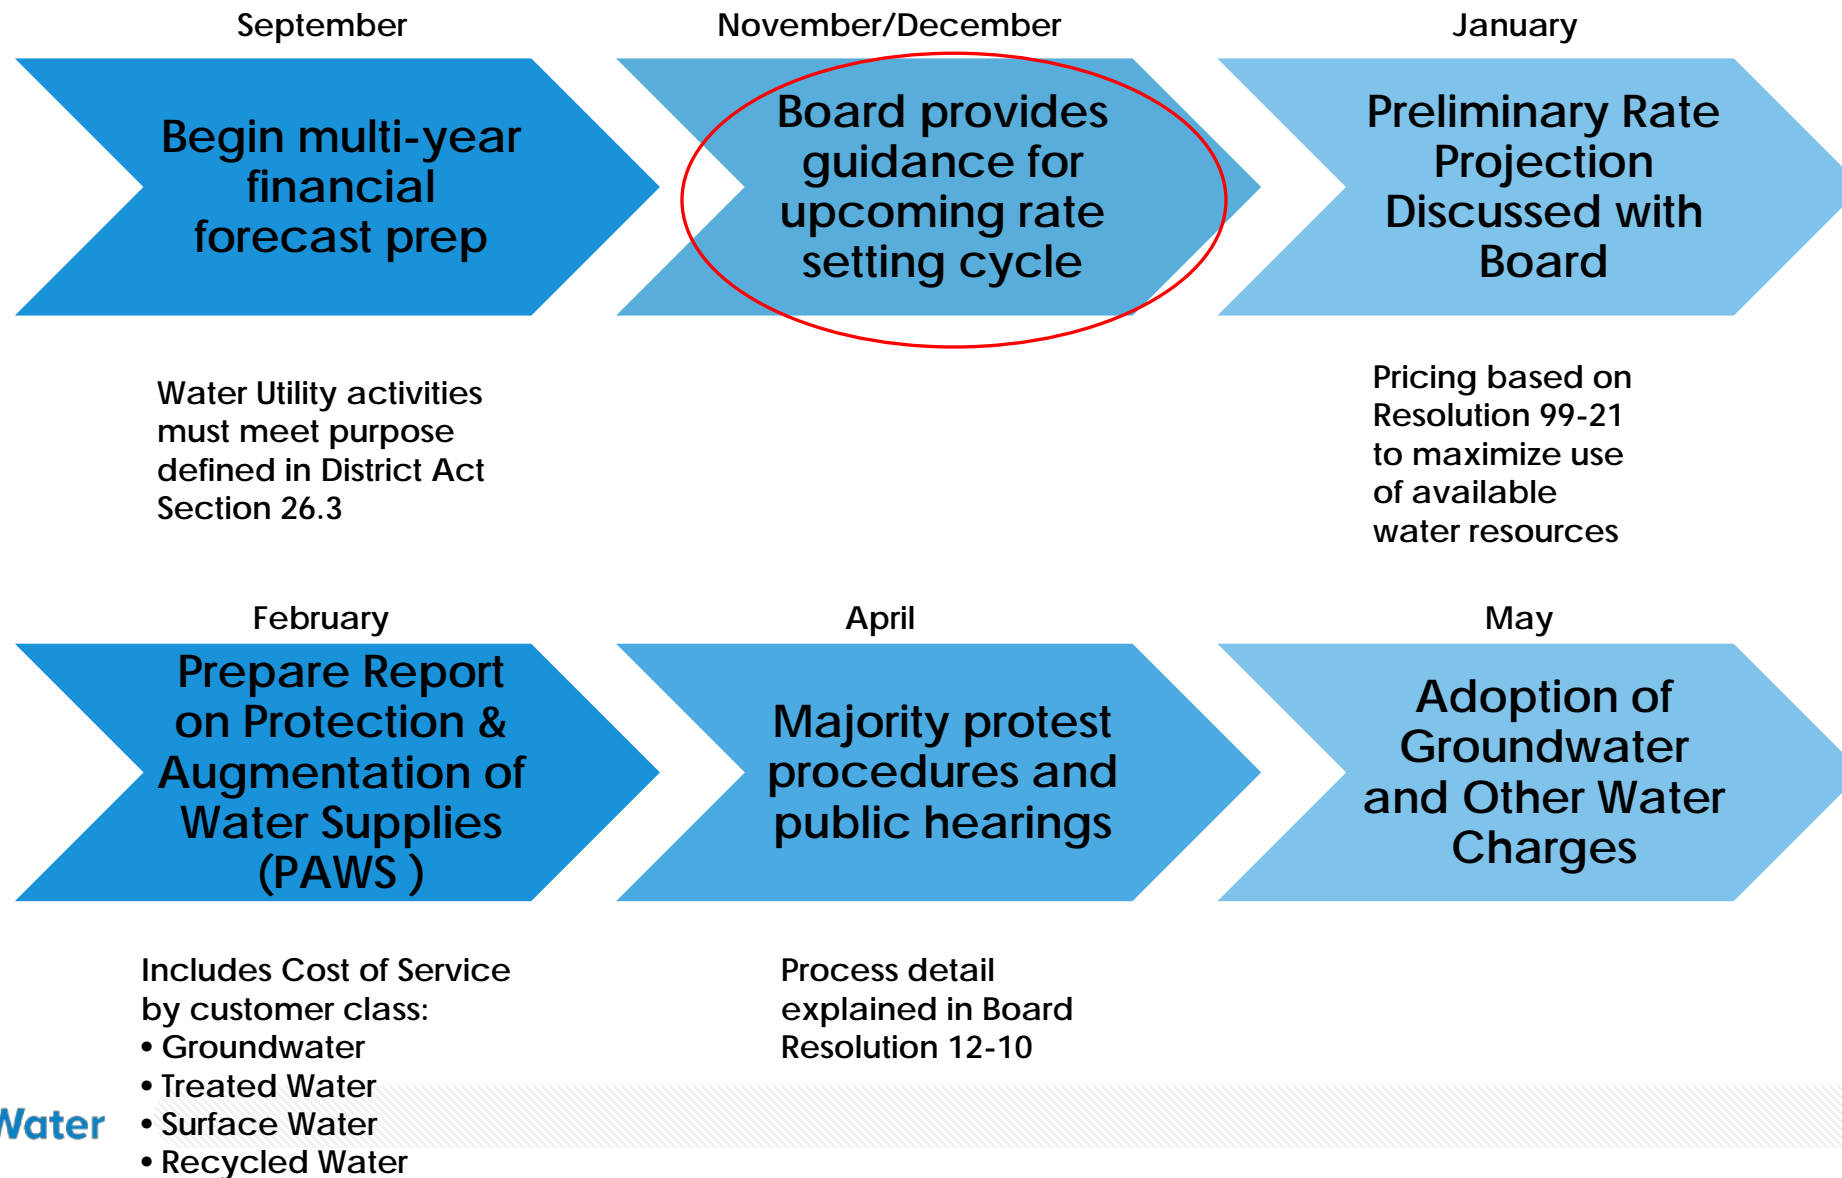 September
Begin multi-year
financial
forecast prep
Water Utility activities
must meet purpose
defined in District Act
Section 26.3
November/December
Board provides
guidance for
upcoming rate
setting cycle
January
Preliminary Rate
Projection
Discussed with
Board
Pricing based on
Resolution 99-21
to maximize use
of available
water resources
February
Prepare Report
on Protection &
Augmentation of
Water Supplies
(PAWS )
Includes Cost of Service
by customer class:
• Groundwater
• Treated Water
• Surface Water
• Recycled Water
April
Majority protest
procedures and
public hearings
Process detail
explained in Board
Resolution 12-10
May
Adoption of
Groundwater
and Other Water
Charges
Water